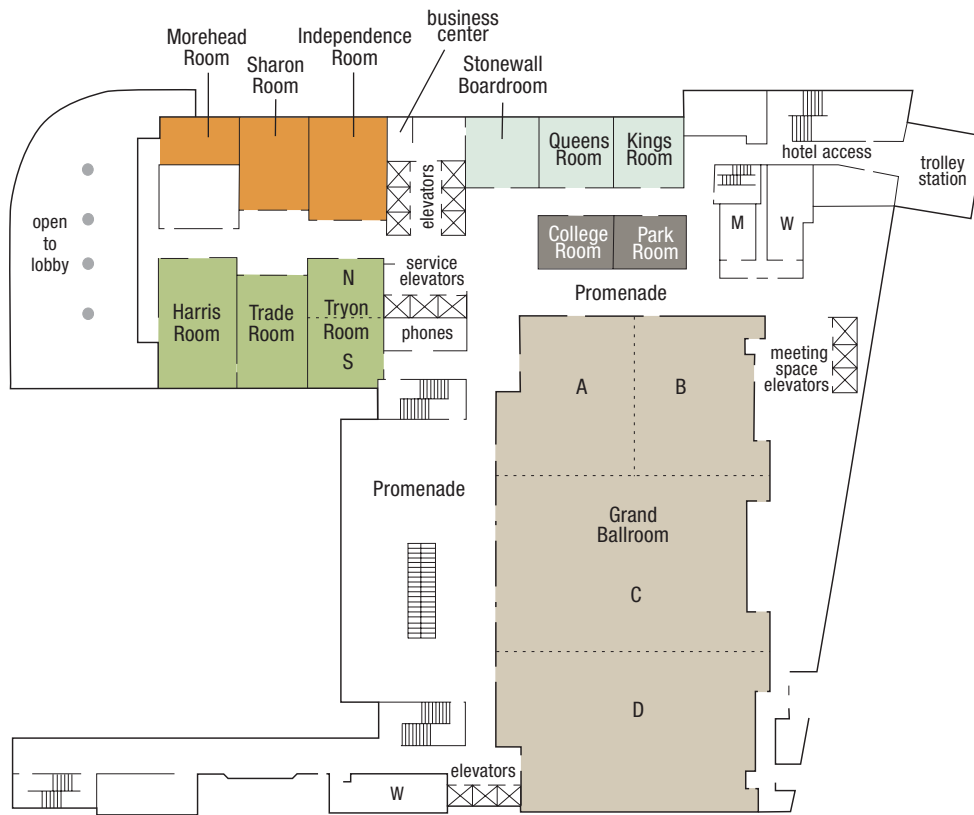 business
center
Morehead
Room
Independence
Room
Sharon
Room
Stonewall
Boardroom
Queens
Room
Kings
Room
hotel access
trolley
station
elevators
M
W
open
to
lobby
College
Room
Park
Room
service
elevators
N
Tryon
Room
S
Harris
Room
Trade
Room
phones
Promenade
meeting
space
elevators
A
B
Promenade
Grand
Ballroom
C
D
elevators
W